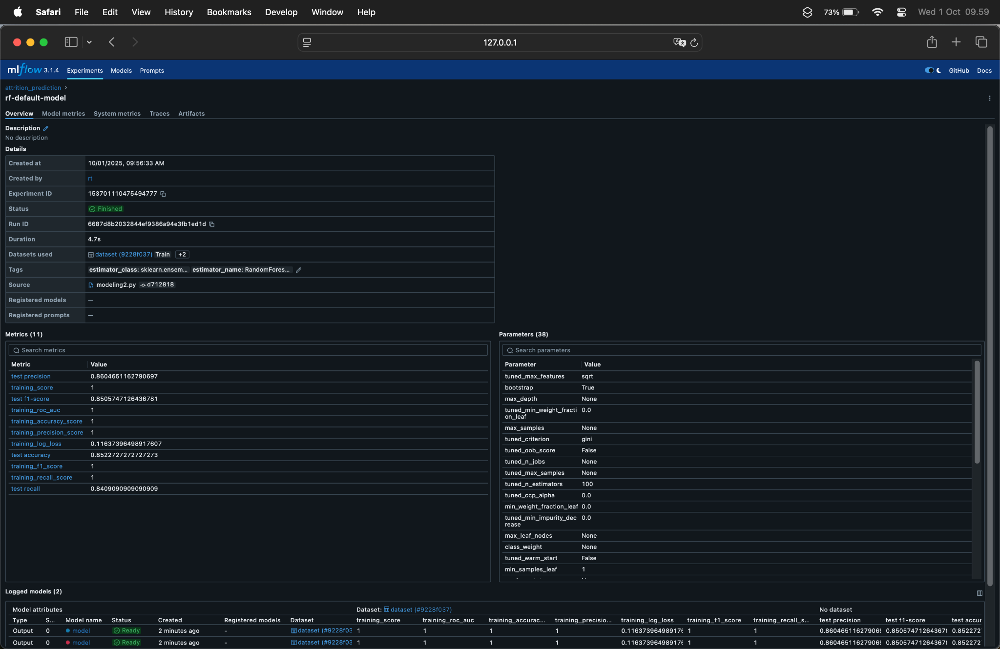 Safari File Edit View History Bookmarks Develop Window Help 73% Wed 1 Oct 09.59
127.0.0.1
mlflow 3.1.4 Experiments Models Prompts GitHub Docs
attrition_prediction ›
rf-default-model
Overview Model metrics System metrics Traces Artifacts
Description
No description
Details
Created at 10/01/2025, 09:56:33 AM
Created by rt
Experiment ID 153701110475494777
Status Finished
Run ID 6687d8b2032844ef9386a94e3fb1ed1d
Duration 4.7s
Datasets used dataset (9228f037) Train +2
Tags estimator_class: sklearn.ensem... estimator_name: RandomFores...
Source modeling2.py d712818
Registered models —
Registered prompts —
Metrics (11)
Search metrics
Metric Value
test precision 0.8604651162790697
training_score 1
test f1-score 0.8505747126436781
training_roc_auc 1
training_accuracy_score 1
training_precision_score 1
training_log_loss 0.11637396498917607
test accuracy 0.8522727272727273
training_f1_score 1
training_recall_score 1
test recall 0.8409090909090909
Parameters (38)
Search parameters
Parameter Value
tuned_max_features sqrt
bootstrap True
max_depth None
tuned_min_weight_fracti 0.0
on_leaf
max_samples None
tuned_criterion gini
tuned_oob_score False
tuned_n_jobs None
tuned_max_samples None
tuned_n_estimators 100
tuned_ccp_alpha 0.0
min_weight_fraction_leaf 0.0
tuned_min_impurity_dec 0.0
rease
max_leaf_nodes None
class_weight None
tuned_warm_start False
min_samples_leaf 1
Logged models (2)
Model attributes Dataset: dataset (#9228f037) No dataset
Type S... Model name Status Created Registered models Dataset training_score training_roc_auc training_accurac... training_precisio... training_log_loss training_f1_score training_recall_s... test precision test f1-score test accur
Output 0 model Ready 2 minutes ago - dataset (#9228f03 1 1 1 1 0.116373964989176 1 1 0.860465116279069 0.850574712643678 0.852272
Output 0 model Ready 2 minutes ago - dataset (#9228f03 1 1 1 1 0.116373964989176 1 1 0.860465116279069 0.850574712643678 0.852272